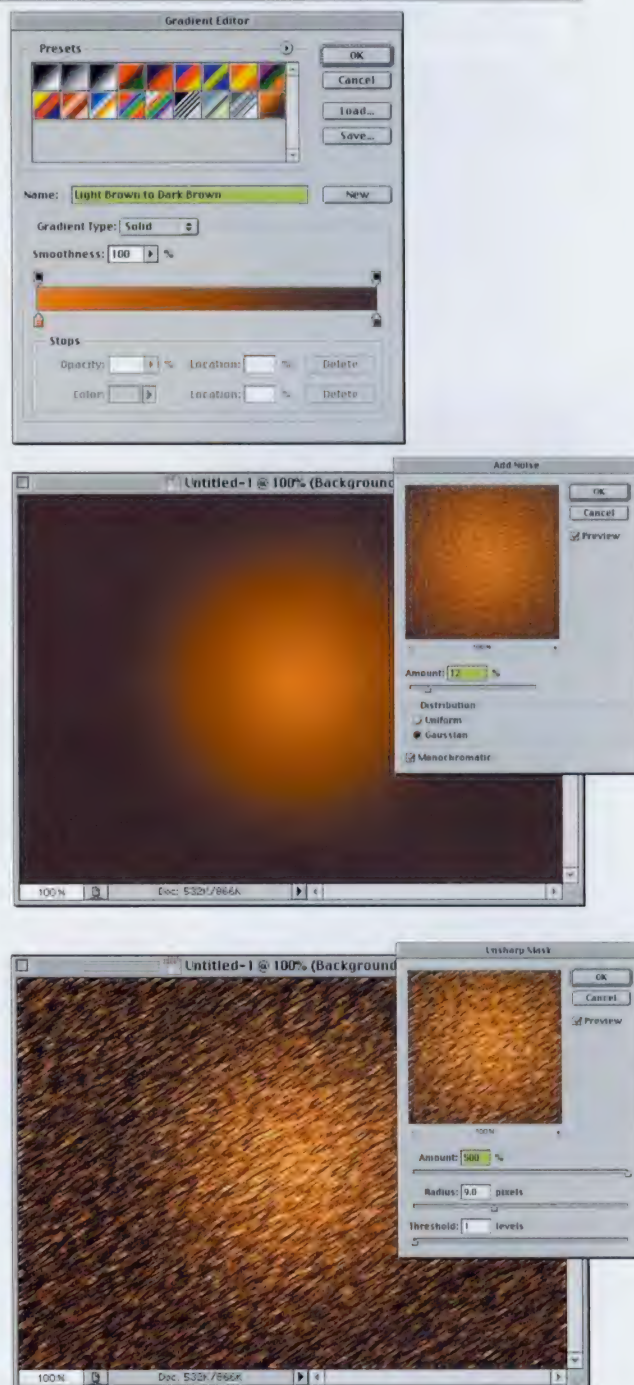 Gradient Editor
Presets
OK
Cancel
Load...
Save...
Name: Light Brown to Dark Brown
New
Gradient Type: Solid
Smoothness: 100 %
Stops
Opacity: % Location: % Delete
Color: Location: % Delete
Untitled-1 @ 100% (Background
Add Noise
OK
Cancel
Preview
100%
Amount: 12 %
Distribution
Uniform
Gaussian
Monochromatic
100% Doc: 532K/866K
Untitled-1 @ 100% (Background
Unsharp Mask
OK
Cancel
Preview
100%
Amount: 500 %
Radius: 9.0 pixels
Threshold: 1 levels
100% Doc: 532K/866K